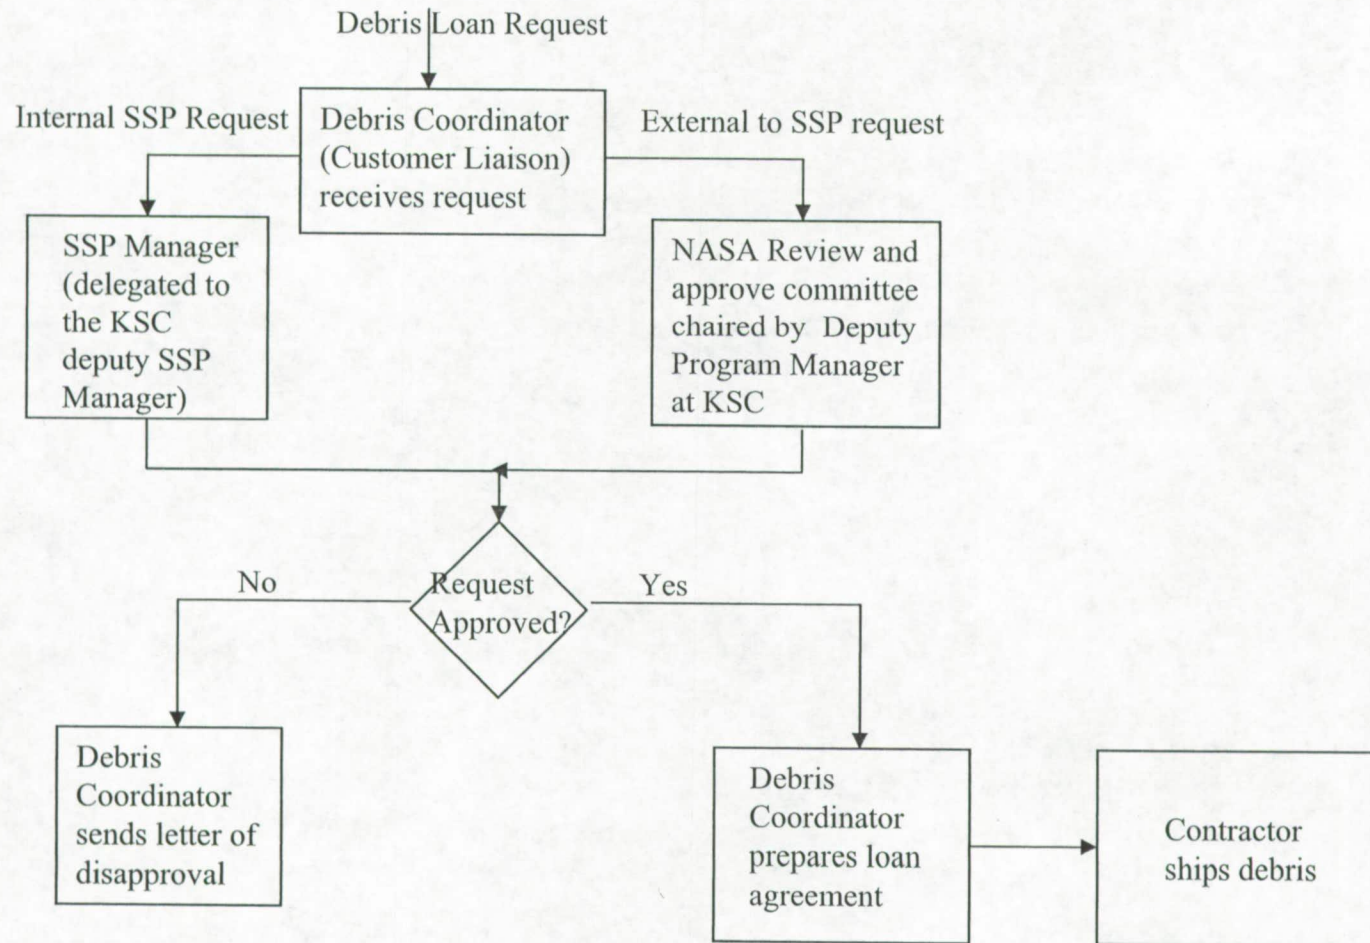 Debris Loan Request
Internal SSP Request
Debris Coordinator
(Customer Liaison)
receives request
External to SSP request
SSP Manager
(delegated to
the KSC
deputy SSP
Manager)
NASA Review and
approve committee
chaired by Deputy
Program Manager
at KSC
No
Request
Approved?
Yes
Debris
Coordinator
sends letter of
disapproval
Debris
Coordinator
prepares loan
agreement
Contractor
ships debris